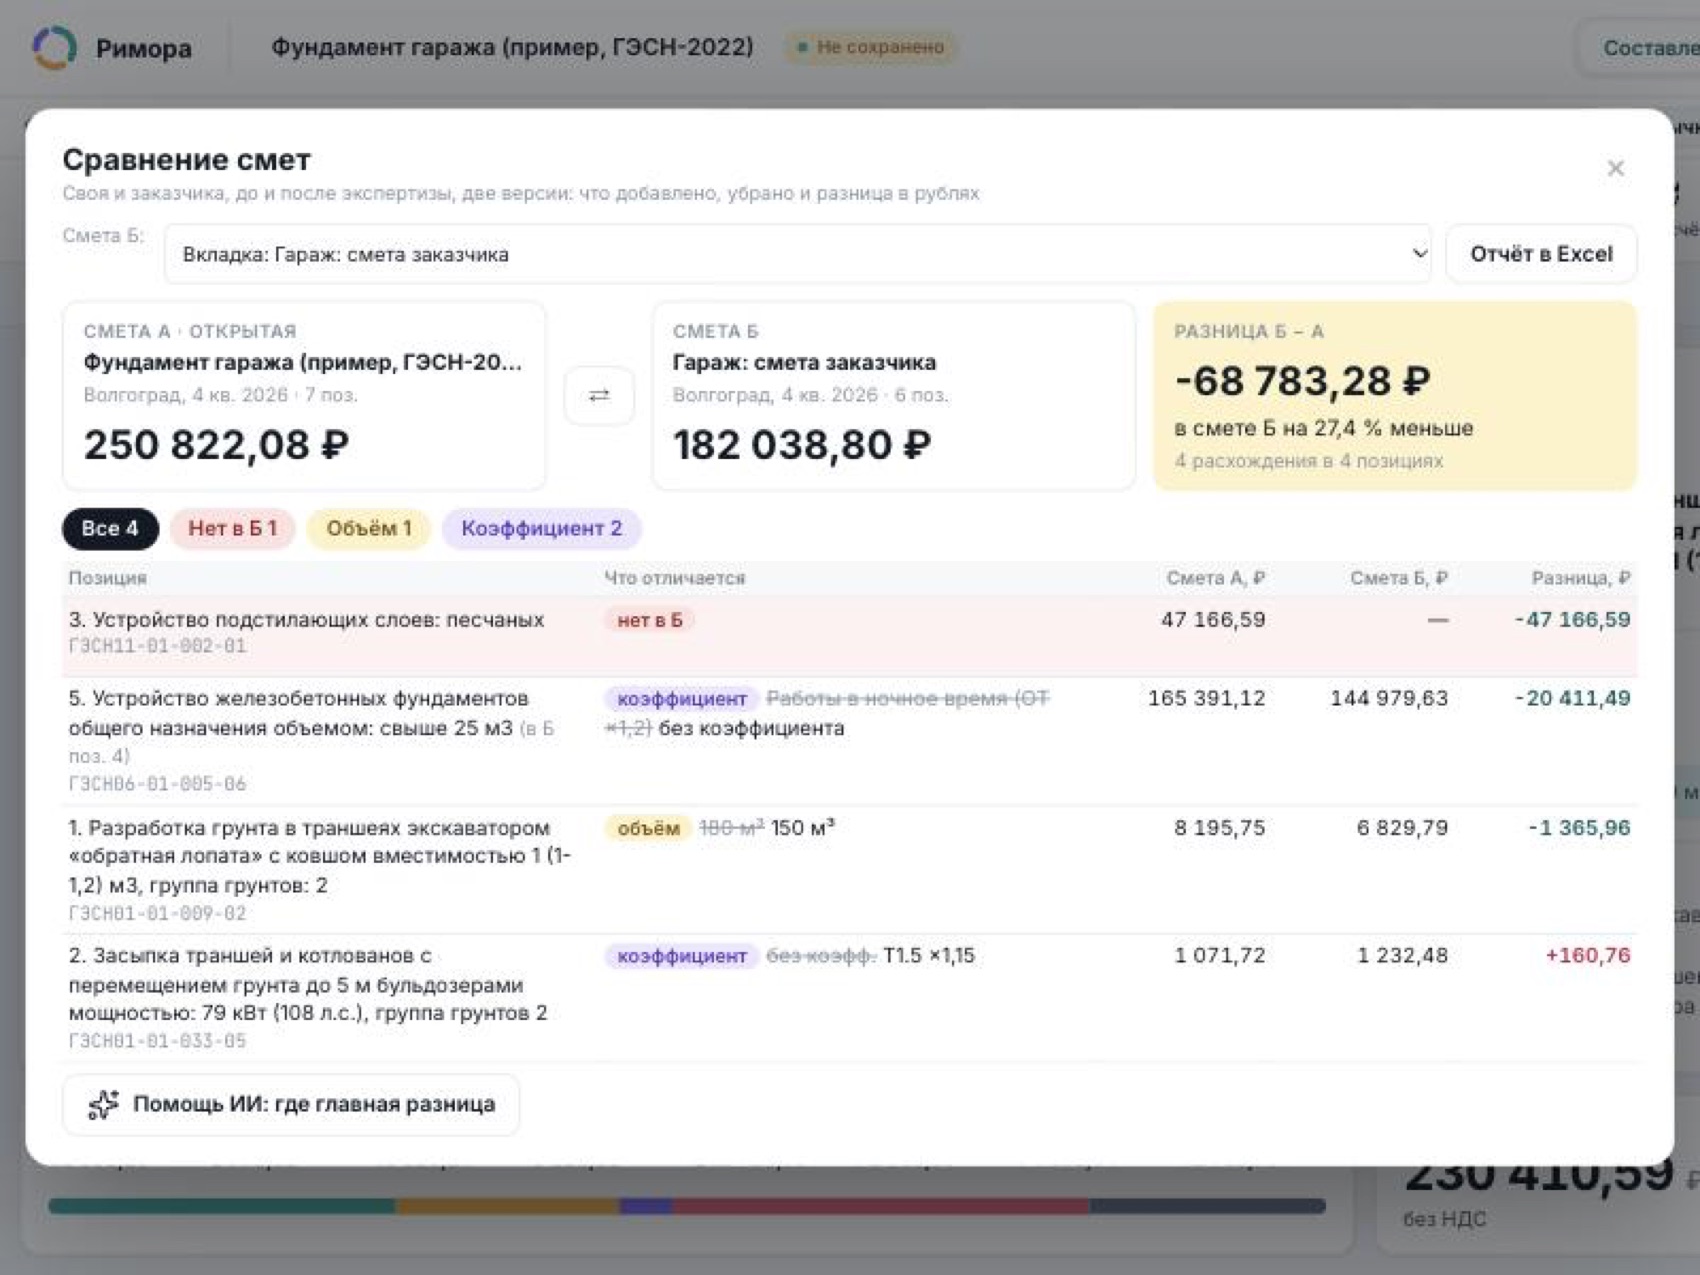 Римора
Фундамент гаража (пример, ГЭСН-2022)
Не сохранено
Составле
Сравнение смет
Своя и заказчика, до и после экспертизы, две версии: что добавлено, убрано и разница в рублях
Смета Б:
Вкладка: Гараж: смета заказчика
Отчёт в Excel
СМЕТА А · ОТКРЫТАЯ
Фундамент гаража (пример, ГЭСН-20...
Волгоград, 4 кв. 2026 · 7 поз.
250 822,08 ₽
⇄
СМЕТА Б
Гараж: смета заказчика
Волгоград, 4 кв. 2026 · 6 поз.
182 038,80 ₽
РАЗНИЦА Б – А
-68 783,28 ₽
в смете Б на 27,4 % меньше
4 расхождения в 4 позициях
Все 4
Нет в Б 1
Объём 1
Коэффициент 2
Позиция
Что отличается
Смета А, ₽
Смета Б, ₽
Разница, ₽
3. Устройство подстилающих слоев: песчаных
ГЭСН11-01-002-01
нет в Б
47 166,59
—
-47 166,59
5. Устройство железобетонных фундаментов
общего назначения объемом: свыше 25 м3 (в Б
поз. 4)
ГЭСН06-01-005-06
коэффициент Работы в ночное время (ОТ
×1,2) без коэффициента
165 391,12
144 979,63
-20 411,49
1. Разработка грунта в траншеях экскаватором
«обратная лопата» с ковшом вместимостью 1 (1-
1,2) м3, группа грунтов: 2
ГЭСН01-01-009-02
объём 180 м³ 150 м³
8 195,75
6 829,79
-1 365,96
2. Засыпка траншей и котлованов с
перемещением грунта до 5 м бульдозерами
мощностью: 79 кВт (108 л.с.), группа грунтов 2
ГЭСН01-01-033-05
коэффициент без коэфф. Т1.5 ×1,15
1 071,72
1 232,48
+160,76
Помощь ИИ: где главная разница
230 410,59 ₽
без НДС